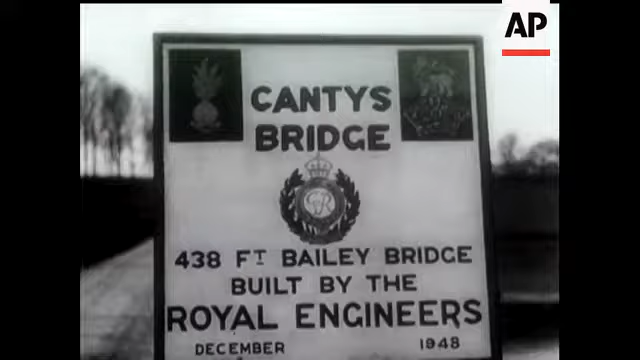 AP
CANTYS
BRIDGE
438 FT BAILEY BRIDGE
BUILT BY THE
ROYAL ENGINEERS
DECEMBER 1948